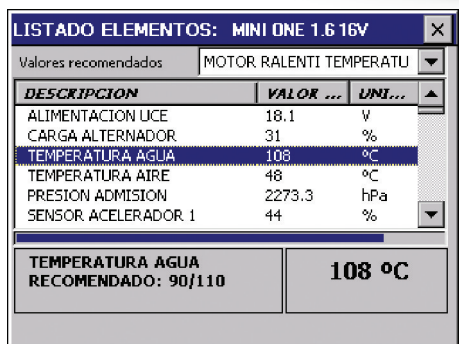 LISTADO ELEMENTOS: MINI ONE 1.6 16V
Valores recomendados MOTOR RALENTI TEMPERATU
DESCRIPCION VALOR ... UNI...
ALIMENTACION UCE 18.1 V
CARGA ALTERNADOR 31 %
TEMPERATURA AGUA 108 ºC
TEMPERATURA AIRE 48 ºC
PRESION ADMISION 2273.3 hPa
SENSOR ACELERADOR 1 44 %
TEMPERATURA AGUA
RECOMENDADO: 90/110
108 ºC